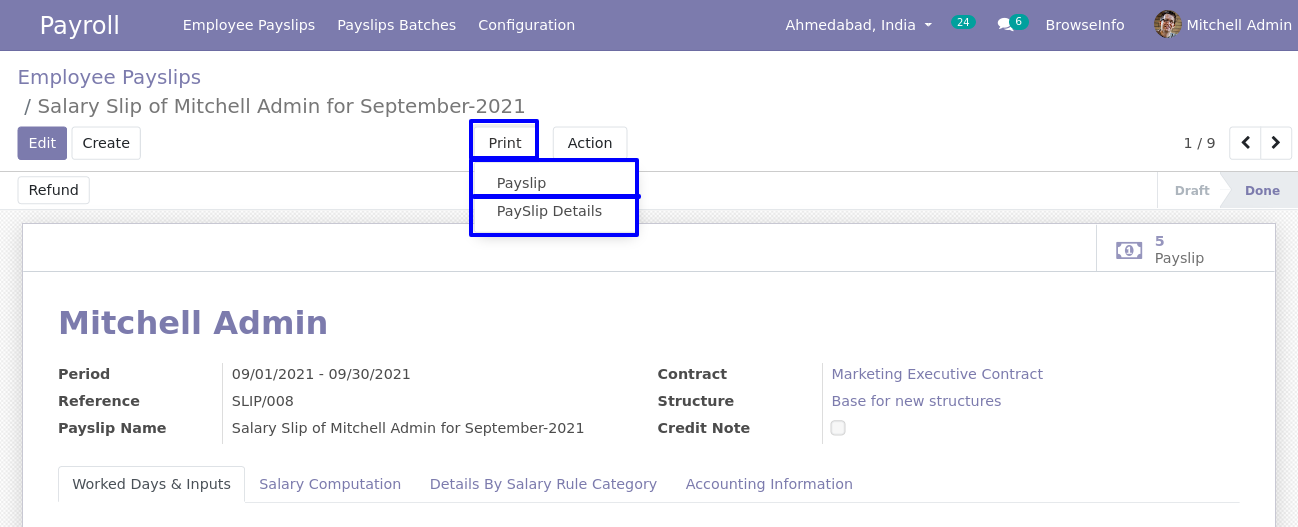 Payroll Employee Payslips Payslips Batches Configuration Ahmedabad, India 24 6 BrowseInfo Mitchell Admin
Employee Payslips
/ Salary Slip of Mitchell Admin for September-2021
Edit Create Print Action 1 / 9
Refund Payslip Draft Done
PaySlip Details
5
Payslip
Mitchell Admin
Period 09/01/2021 - 09/30/2021 Contract Marketing Executive Contract
Reference SLIP/008 Structure Base for new structures
Payslip Name Salary Slip of Mitchell Admin for September-2021 Credit Note
Worked Days & Inputs Salary Computation Details By Salary Rule Category Accounting Information